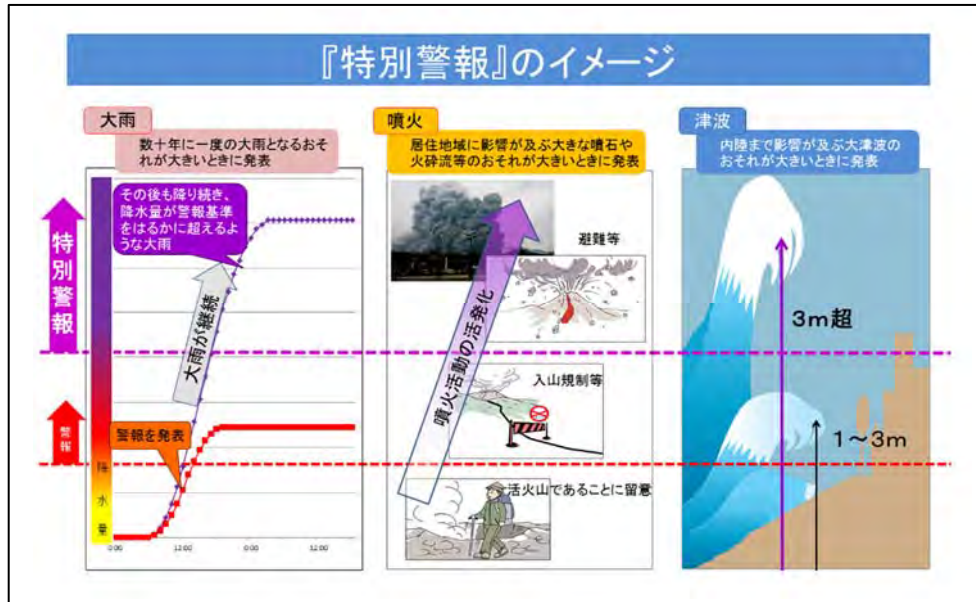 『特別警報』のイメージ
大雨
数十年に一度の大雨となるおそ
れが大きいときに発表
噴火
居住地域に影響が及ぶ大きな噴石や
火砕流等のおそれが大きいときに発表
津波
内陸まで影響が及ぶ大津波の
おそれが大きいときに発表
特別警報
警報
その後も降り続き、
降水量が警報基準
をはるかに超えるよ
うな大雨
大雨が継続
警報を発表
降水量
0:00
12:00
0:00
12:00
避難等
噴火活動の活発化
入山規制等
活火山であることに留意
3m超
1~3m